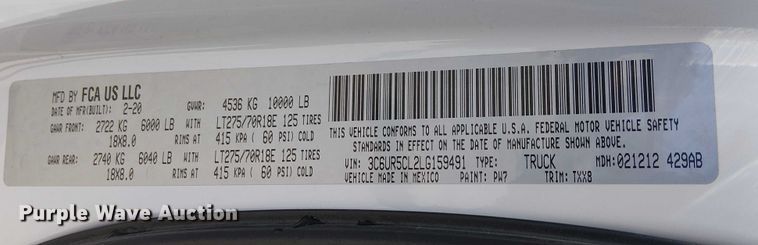 MFD BY FCA US LLC
DATE OF MFR(BUILT): 2-20 GVWR: 4536 KG 10000 LB
GAWR FRONT: 2722 KG 6000 LB WITH LT275/70R18E 125 TIRES
18X8.0 RIMS AT 415 KPA ( 60 PSI) COLD
GAWR REAR: 2740 KG 6040 LB WITH LT275/70R18E 125 TIRES
18X8.0 RIMS AT 415 KPA ( 60 PSI) COLD
THIS VEHICLE CONFORMS TO ALL APPLICABLE U.S.A. FEDERAL MOTOR VEHICLE SAFETY
STANDARDS IN EFFECT ON THE DATE OF MANUFACTURE SHOWN ABOVE.
VIN: 3C6UR5CL2LG159491 TYPE: TRUCK MDH: 021212 429AB
VEHICLE MADE IN MEXICO PAINT: PW7 TRIM: TXX8
Purple Wave Auction